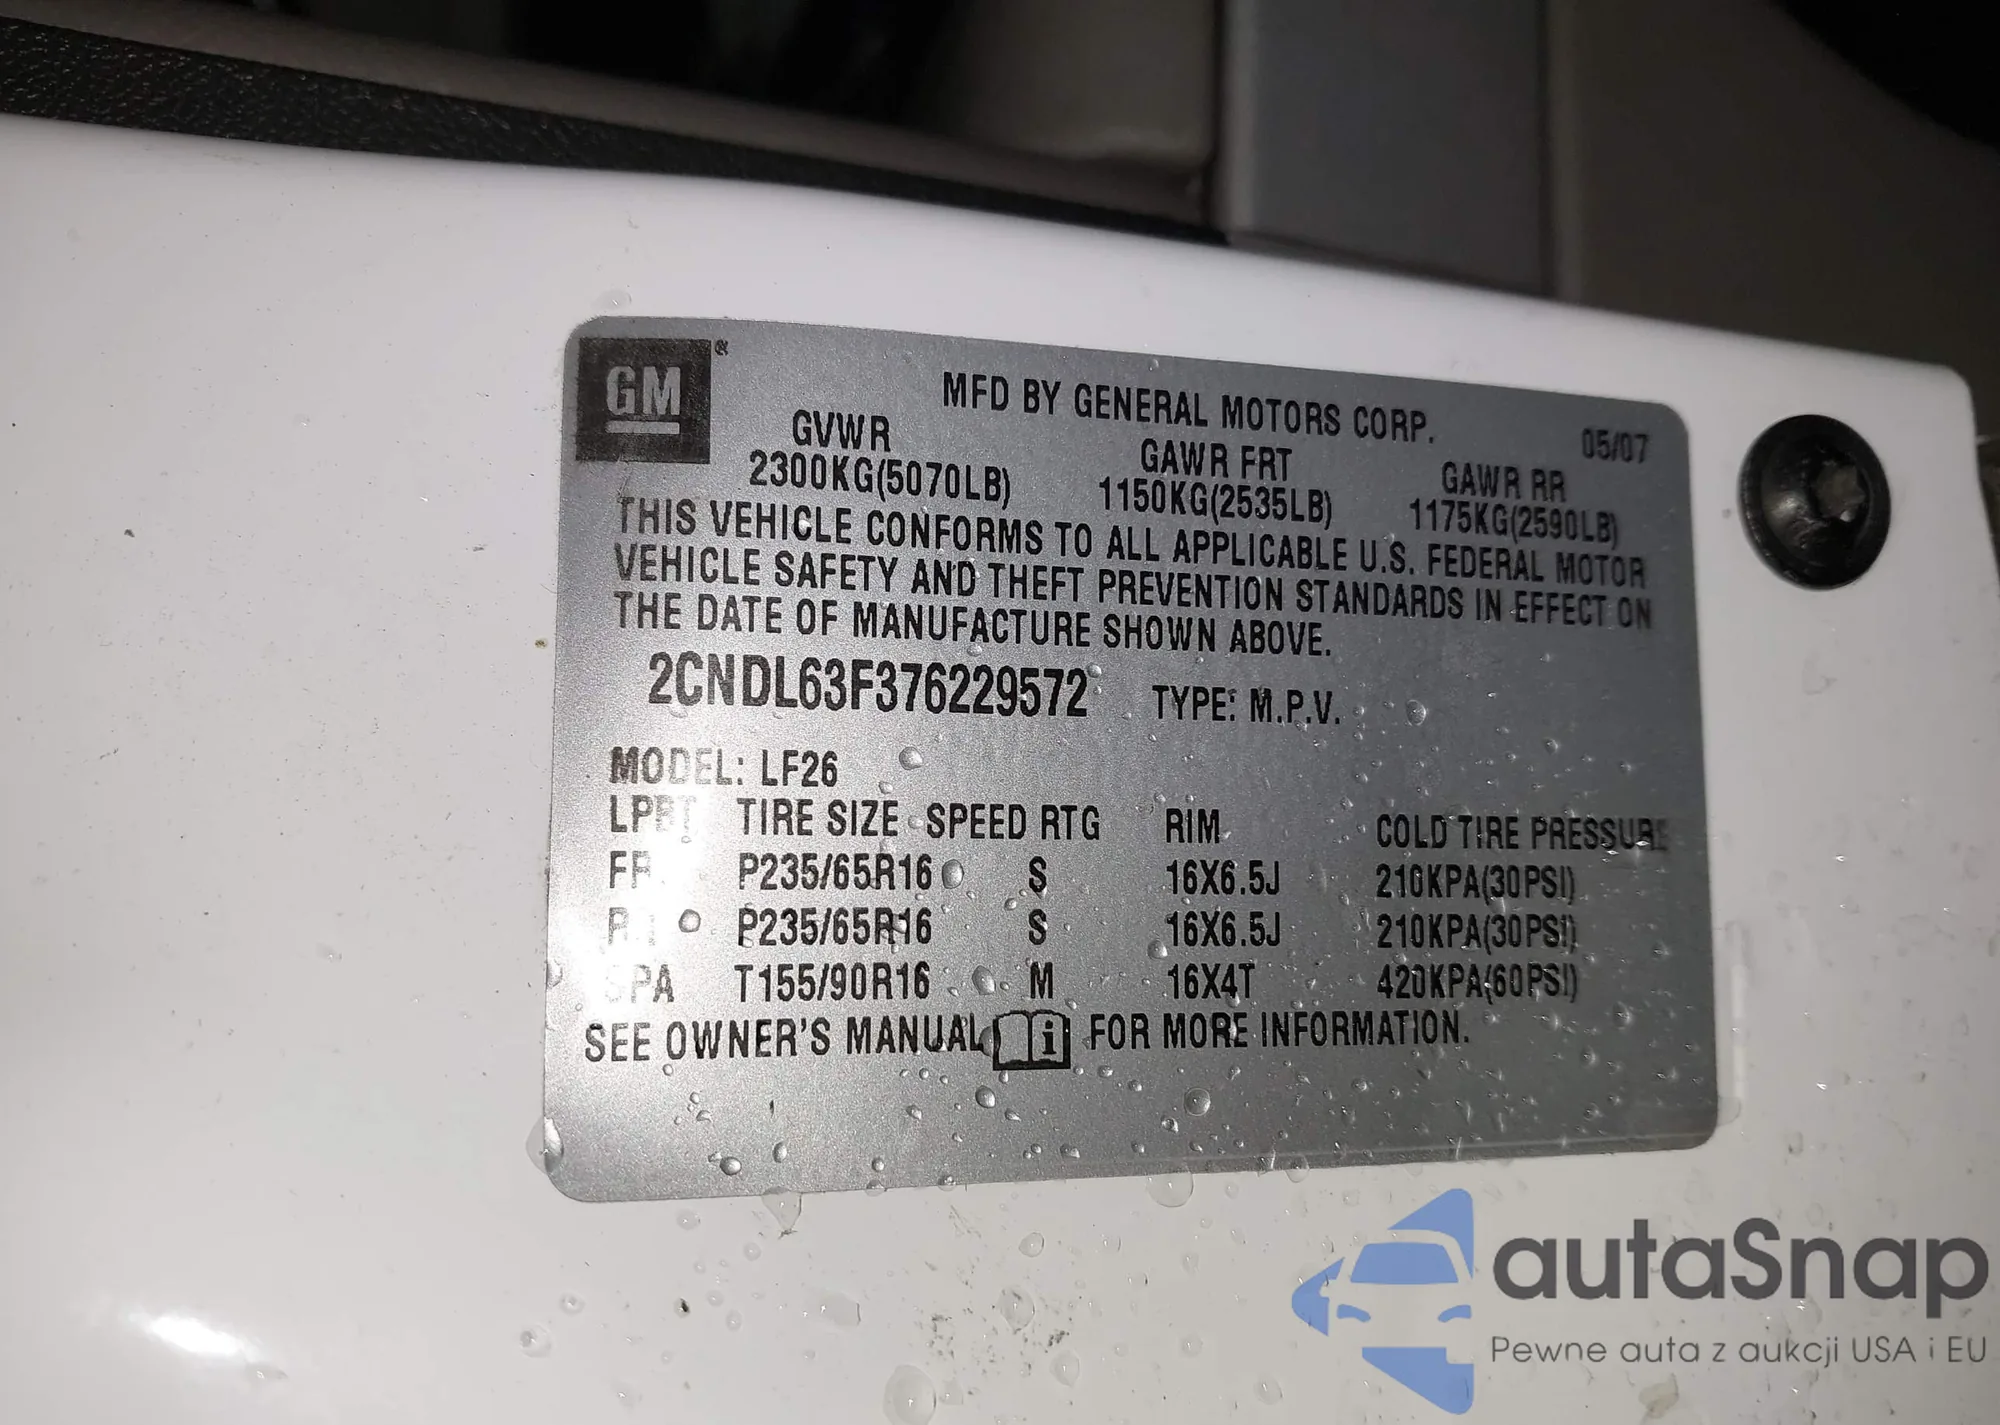 GM ®
MFD BY GENERAL MOTORS CORP. 05/07
GVWR GAWR FRT GAWR RR
2300KG(5070LB) 1150KG(2535LB) 1175KG(2590LB)
THIS VEHICLE CONFORMS TO ALL APPLICABLE U.S. FEDERAL MOTOR
VEHICLE SAFETY AND THEFT PREVENTION STANDARDS IN EFFECT ON
THE DATE OF MANUFACTURE SHOWN ABOVE.
2CNDL63F376229572 TYPE: M.P.V.
MODEL: LF26
TIRE SIZE SPEED RTG RIM COLD TIRE PRESSURE
P235/65R16 S 16X6.5J 210KPA(30PSI)
P235/65R16 S 16X6.5J 210KPA(30PSI)
SPA T155/90R16 M 16X4T 420KPA(60PSI)
SEE OWNER'S MANUAL i FOR MORE INFORMATION.
autaSnap
Pewne auta z aukcji USA i EU